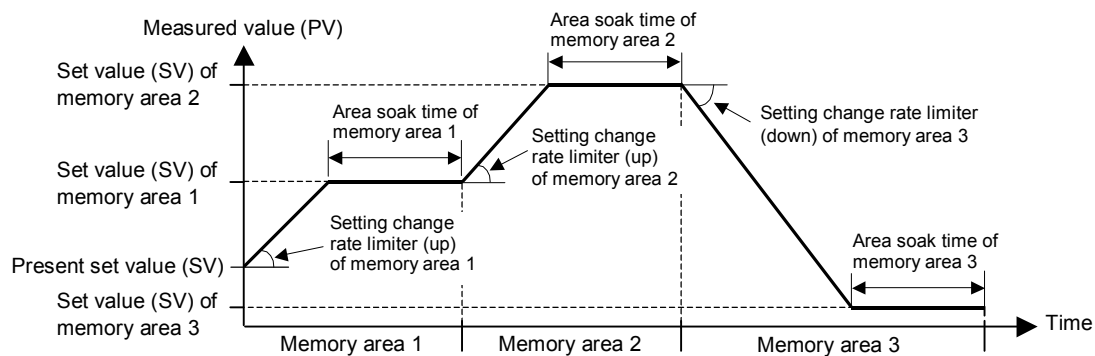 Measured value (PV)
Area soak time of
memory area 2
Set value (SV) of
memory area 2
Area soak time of
memory area 1
Setting change rate limiter
(down) of memory area 3
Setting change
rate limiter (up)
of memory area 2
Set value (SV) of
memory area 1
Setting change
rate limiter (up)
of memory area 1
Area soak time of
memory area 3
Present set value (SV)
Set value (SV) of
memory area 3
Time
Memory area 1
Memory area 2
Memory area 3